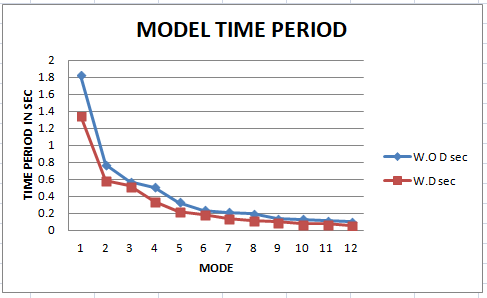 MODEL TIME PERIOD
TIME PERIOD IN SEC
2
1.8
1.6
1.4
1.2
1
0.8
0.6
0.4
0.2
0
1 2 3 4 5 6 7 8 9 10 11 12
MODE
W.O D sec
W.D sec